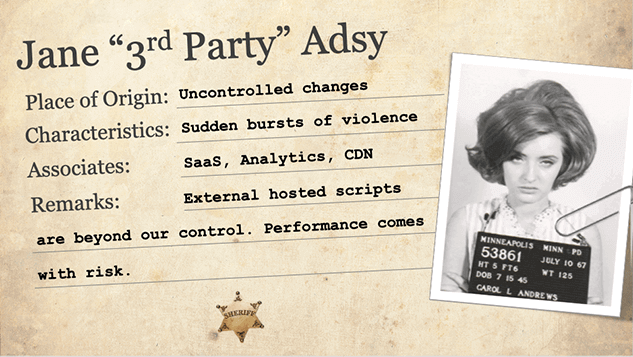 Jane “3rd Party” Adsy
Place of Origin: Uncontrolled changes
Characteristics: Sudden bursts of violence
Associates: SaaS, Analytics, CDN
Remarks: External hosted scripts
are beyond our control. Performance comes
with risk.
MINNEAPOLIS MINN PD
53861 JULY 10 67
HT 5 FT6 WT 125
DOB 7 15 45
CAROL L ANDREWS
SHERIFF